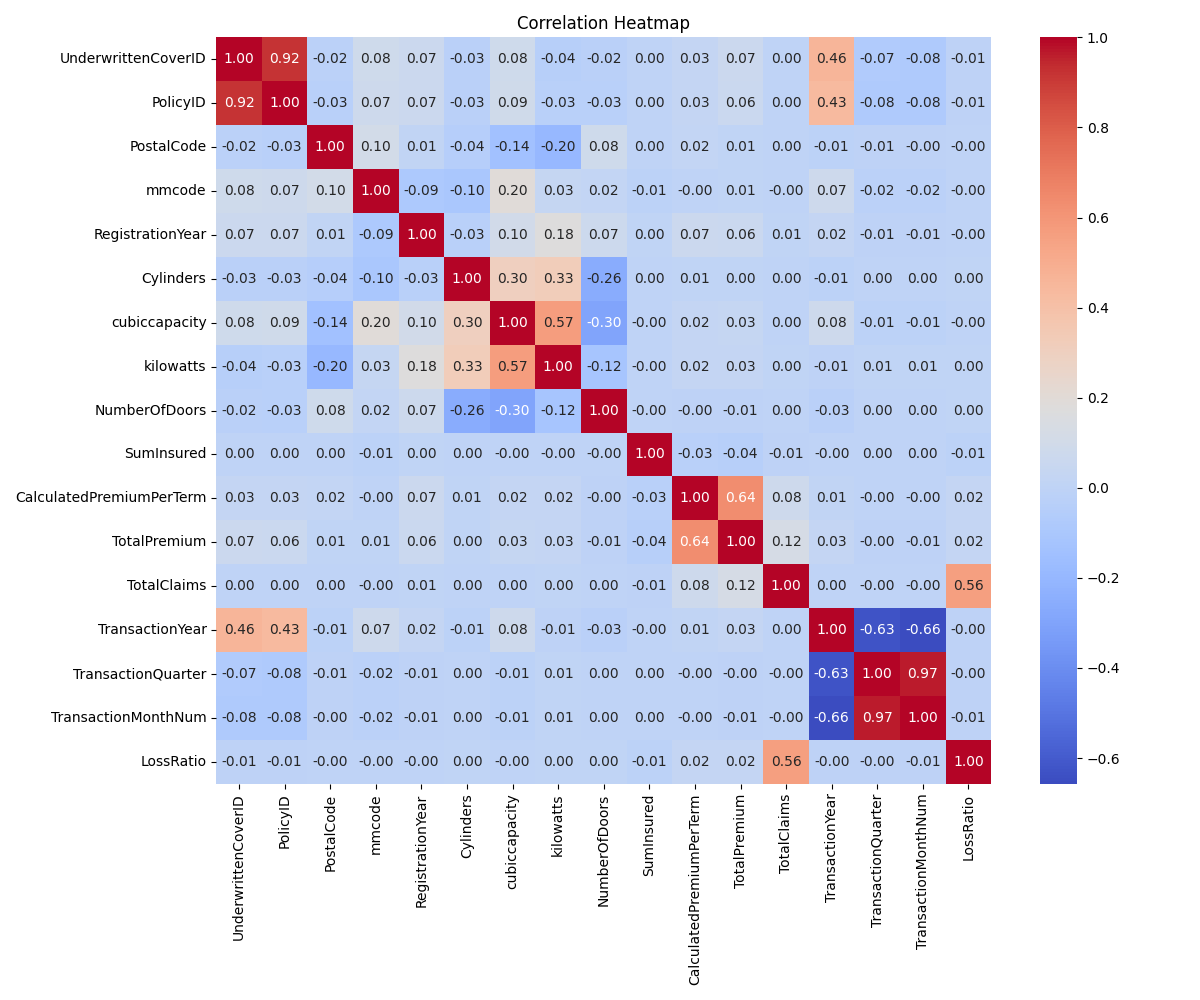 Correlation Heatmap
UnderwrittenCoverID 1.00 0.92 -0.02 0.08 0.07 -0.03 0.08 -0.04 -0.02 0.00 0.03 0.07 0.00 0.46 -0.07 -0.08 -0.01
PolicyID 0.92 1.00 -0.03 0.07 0.07 -0.03 0.09 -0.03 -0.03 0.00 0.03 0.06 0.00 0.43 -0.08 -0.08 -0.01
PostalCode -0.02 -0.03 1.00 0.10 0.01 -0.04 -0.14 -0.20 0.08 0.00 0.02 0.01 0.00 -0.01 -0.01 -0.00 -0.00
mmcode 0.08 0.07 0.10 1.00 -0.09 -0.10 0.20 0.03 0.02 -0.01 -0.00 0.01 -0.00 0.07 -0.02 -0.02 -0.00
RegistrationYear 0.07 0.07 0.01 -0.09 1.00 -0.03 0.10 0.18 0.07 0.00 0.07 0.06 0.01 0.02 -0.01 -0.01 -0.00
Cylinders -0.03 -0.03 -0.04 -0.10 -0.03 1.00 0.30 0.33 -0.26 0.00 0.01 0.00 0.00 -0.01 0.00 0.00 0.00
cubiccapacity 0.08 0.09 -0.14 0.20 0.10 0.30 1.00 0.57 -0.30 -0.00 0.02 0.03 0.00 0.08 -0.01 -0.01 -0.00
kilowatts -0.04 -0.03 -0.20 0.03 0.18 0.33 0.57 1.00 -0.12 -0.00 0.02 0.03 0.00 -0.01 0.01 0.01 0.00
NumberOfDoors -0.02 -0.03 0.08 0.02 0.07 -0.26 -0.30 -0.12 1.00 -0.00 -0.00 -0.01 0.00 -0.03 0.00 0.00 0.00
SumInsured 0.00 0.00 0.00 -0.01 0.00 0.00 -0.00 -0.00 -0.00 1.00 -0.03 -0.04 -0.01 -0.00 0.00 0.00 -0.01
CalculatedPremiumPerTerm 0.03 0.03 0.02 -0.00 0.07 0.01 0.02 0.02 -0.00 -0.03 1.00 0.64 0.08 0.01 -0.00 -0.00 0.02
TotalPremium 0.07 0.06 0.01 0.01 0.06 0.00 0.03 0.03 -0.01 -0.04 0.64 1.00 0.12 0.03 -0.00 -0.01 0.02
TotalClaims 0.00 0.00 0.00 -0.00 0.01 0.00 0.00 0.00 0.00 -0.01 0.08 0.12 1.00 0.00 -0.00 -0.00 0.56
TransactionYear 0.46 0.43 -0.01 0.07 0.02 -0.01 0.08 -0.01 -0.03 -0.00 0.01 0.03 0.00 1.00 -0.63 -0.66 -0.00
TransactionQuarter -0.07 -0.08 -0.01 -0.02 -0.01 0.00 -0.01 0.01 0.00 0.00 -0.00 -0.00 -0.00 -0.63 1.00 0.97 -0.00
TransactionMonthNum -0.08 -0.08 -0.00 -0.02 -0.01 0.00 -0.01 0.01 0.00 0.00 -0.00 -0.01 -0.00 -0.66 0.97 1.00 -0.01
LossRatio -0.01 -0.01 -0.00 -0.00 -0.00 0.00 -0.00 0.00 0.00 -0.01 0.02 0.02 0.56 -0.00 -0.00 -0.01 1.00
UnderwrittenCoverID
PolicyID
PostalCode
mmcode
RegistrationYear
Cylinders
cubiccapacity
kilowatts
NumberOfDoors
SumInsured
CalculatedPremiumPerTerm
TotalPremium
TotalClaims
TransactionYear
TransactionQuarter
TransactionMonthNum
LossRatio
1.0
0.8
0.6
0.4
0.2
0.0
−0.2
−0.4
−0.6